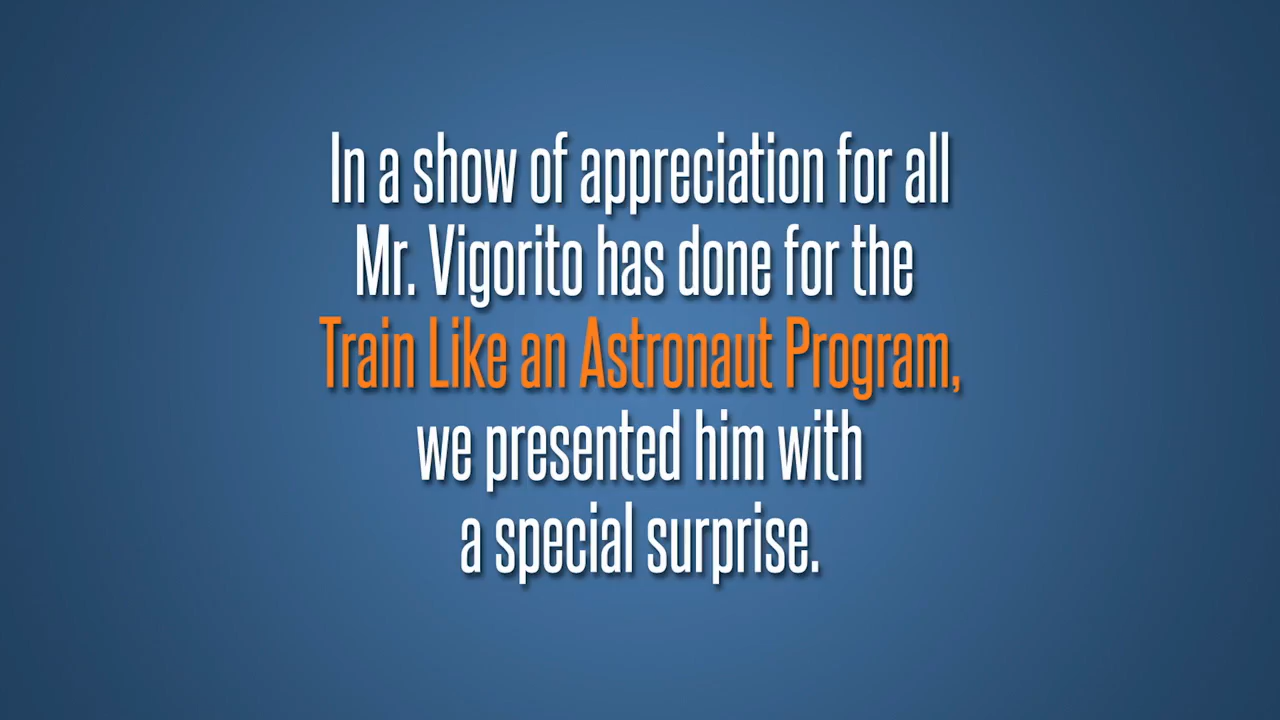 In a show of appreciation for all
Mr. Vigorito has done for the
Train Like an Astronaut Program,
we presented him with
a special surprise.